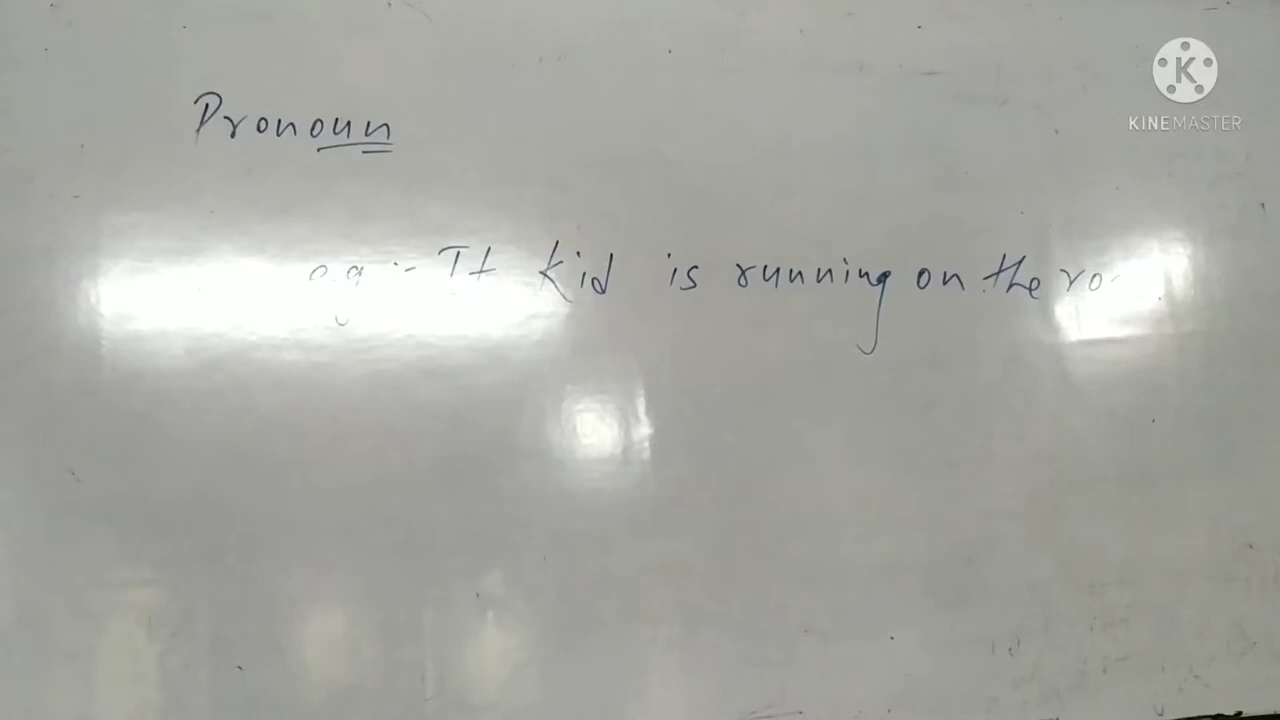 KINEMASTER
Pronoun
e.g :- It kid is running on the